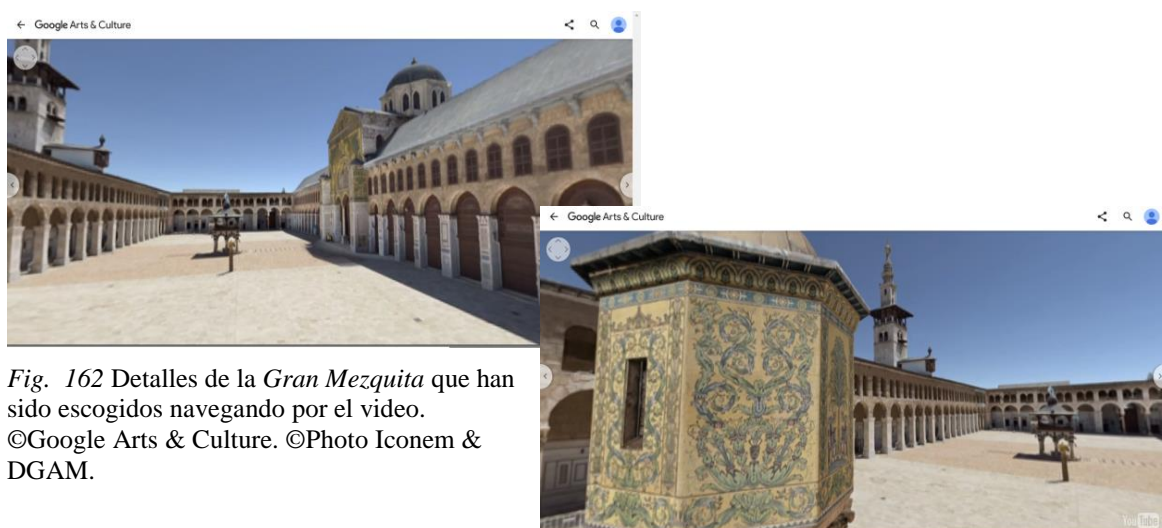 Google Arts & Culture
Google Arts & Culture
Fig. 162 Detalles de la Gran Mezquita que han
sido escogidos navegando por el video.
©Google Arts & Culture. ©Photo Iconem &
DGAM.
YouTube